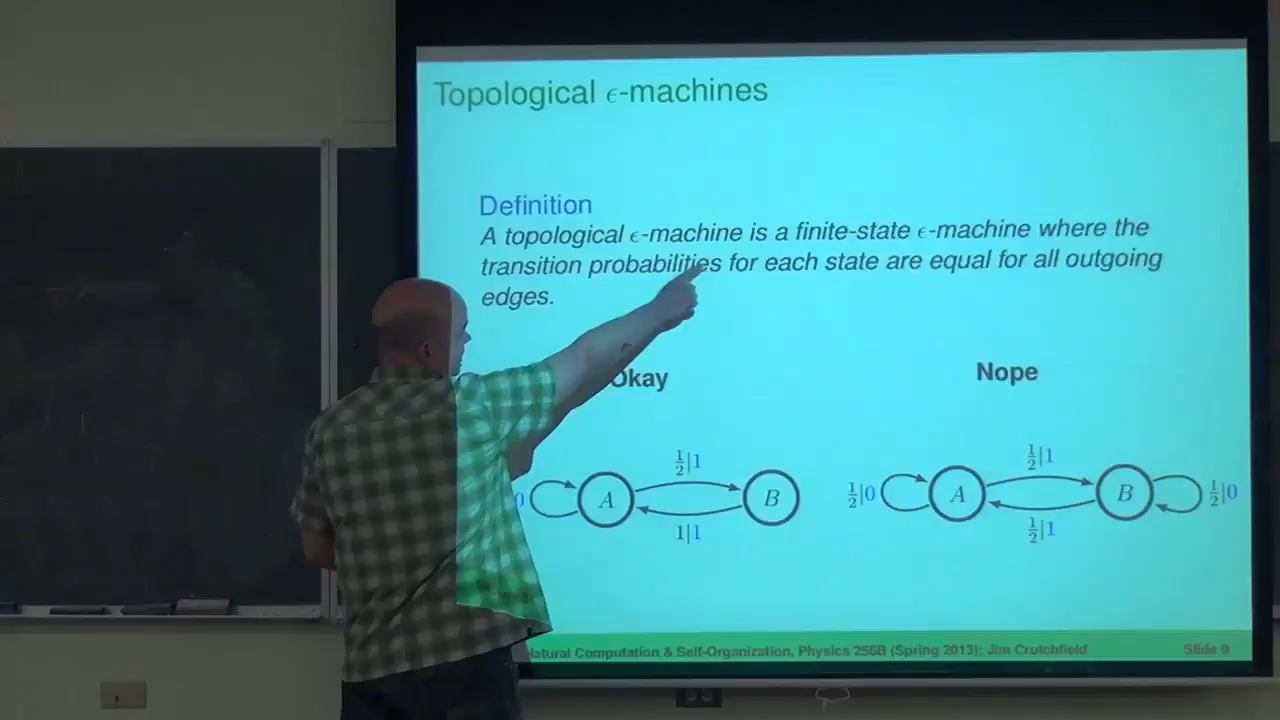 Topological ϵ-machines
Definition
A topological ϵ-machine is a finite-state ϵ-machine where the
transition probabilities for each state are equal for all outgoing
edges.
Okay
Nope
½|1
0
A
B
1|1
½|1
½|0
A
B
½|0
½|1
Natural Computation & Self-Organization, Physics 256B (Spring 2013); Jim Crutchfield
Slide 9